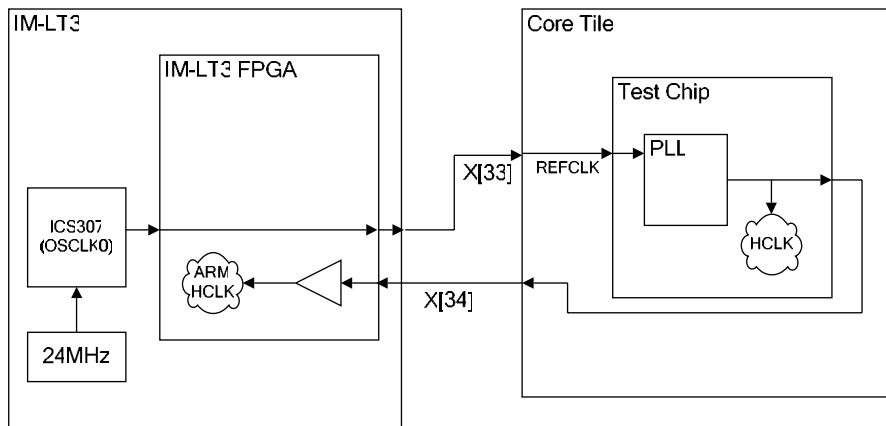 IM-LT3
Core Tile
IM-LT3 FPGA
Test Chip
PLL
X[33]
REFCLK
ICS307
(OSCLK0)
HCLK
ARM
HCLK
X[34]
24MHz